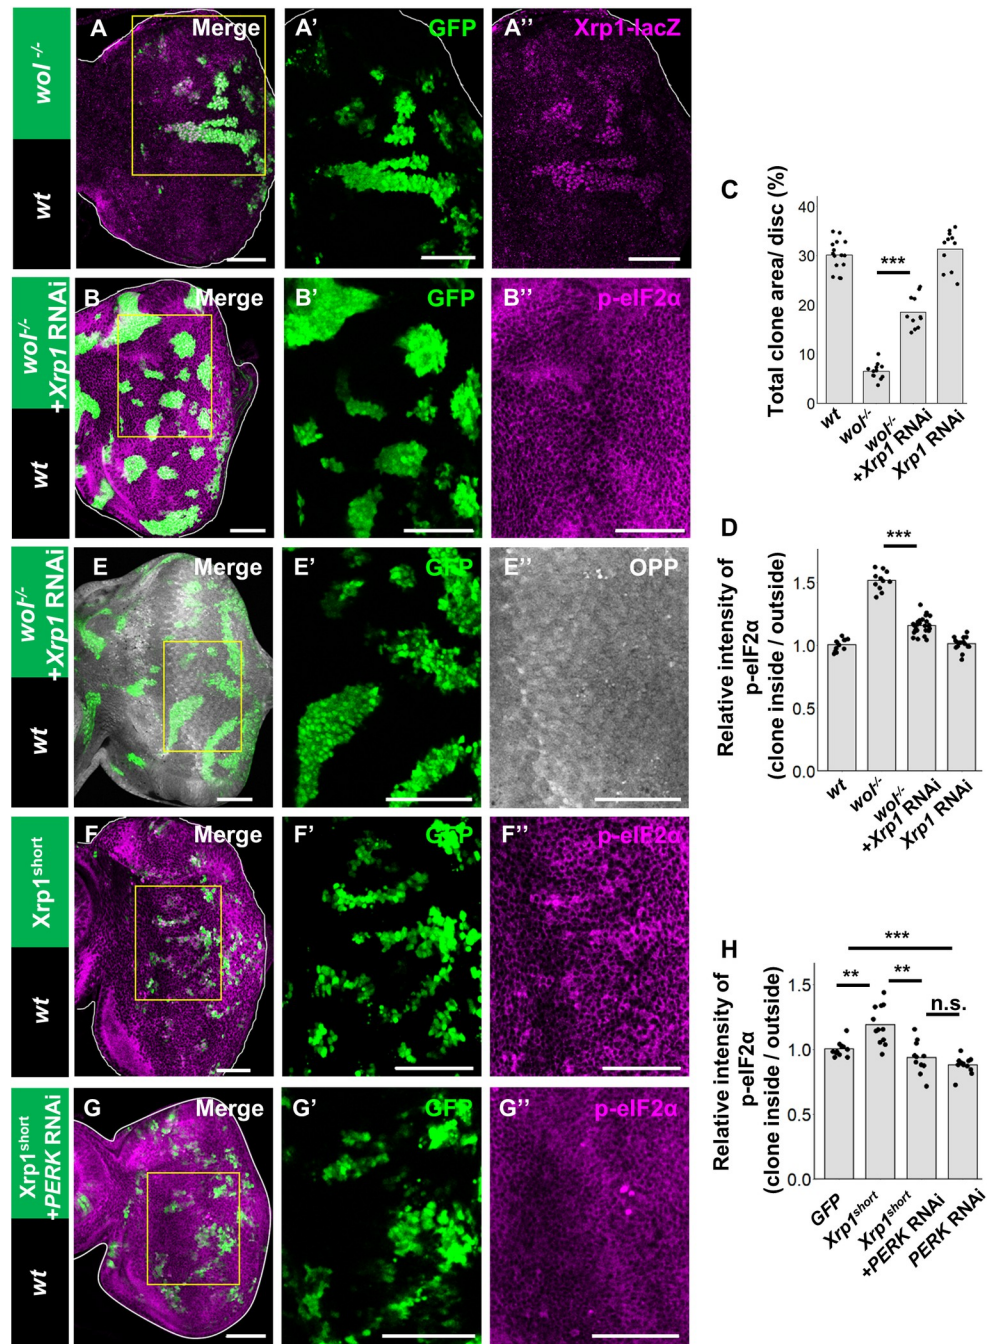 wol -/-
wt
A
Merge
A’
GFP
A’’
Xrp1-lacZ
wol-/-
+Xrp1 RNAi
wt
B
Merge
B’
GFP
B’’
p-eIF2α
wol-/-
+Xrp1 RNAi
wt
E
Merge
E’
GFP
E’’
OPP
Xrp1short
wt
F
Merge
F’
GFP
F’’
p-eIF2α
Xrp1short
+PERK RNAi
wt
G
Merge
G’
GFP
G’’
p-eIF2α
C
Total clone area/ disc (%)
40
30
20
10
0
***
wt
wol-/-
wol-/-
+Xrp1 RNAi
Xrp1 RNAi
D
Relative intensity of
p-eIF2α
(clone inside / outside)
1.5
1.0
0.5
0.0
***
wt
wol-/-
wol-/-
+Xrp1 RNAi
Xrp1 RNAi
H
Relative intensity of
p-eIF2α
(clone inside / outside)
1.5
1.0
0.5
0.0
***
**
**
n.s.
GFP
Xrp1short
Xrp1short
+PERK RNAi
PERK RNAi